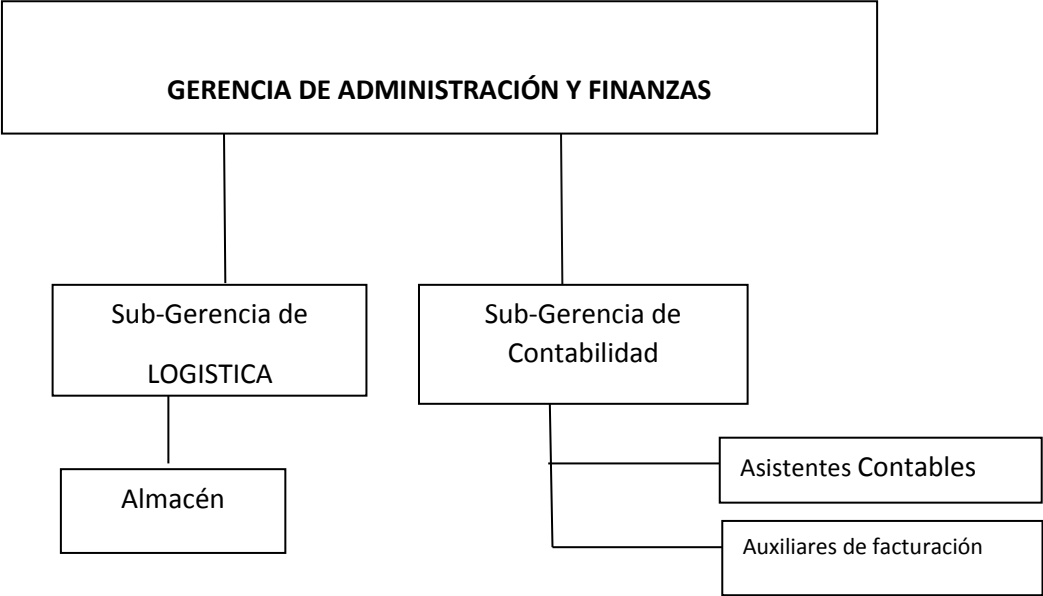 GERENCIA DE ADMINISTRACIÓN Y FINANZAS
Sub-Gerencia de
LOGISTICA
Sub-Gerencia de
Contabilidad
Almacén
Asistentes Contables
Auxiliares de facturación